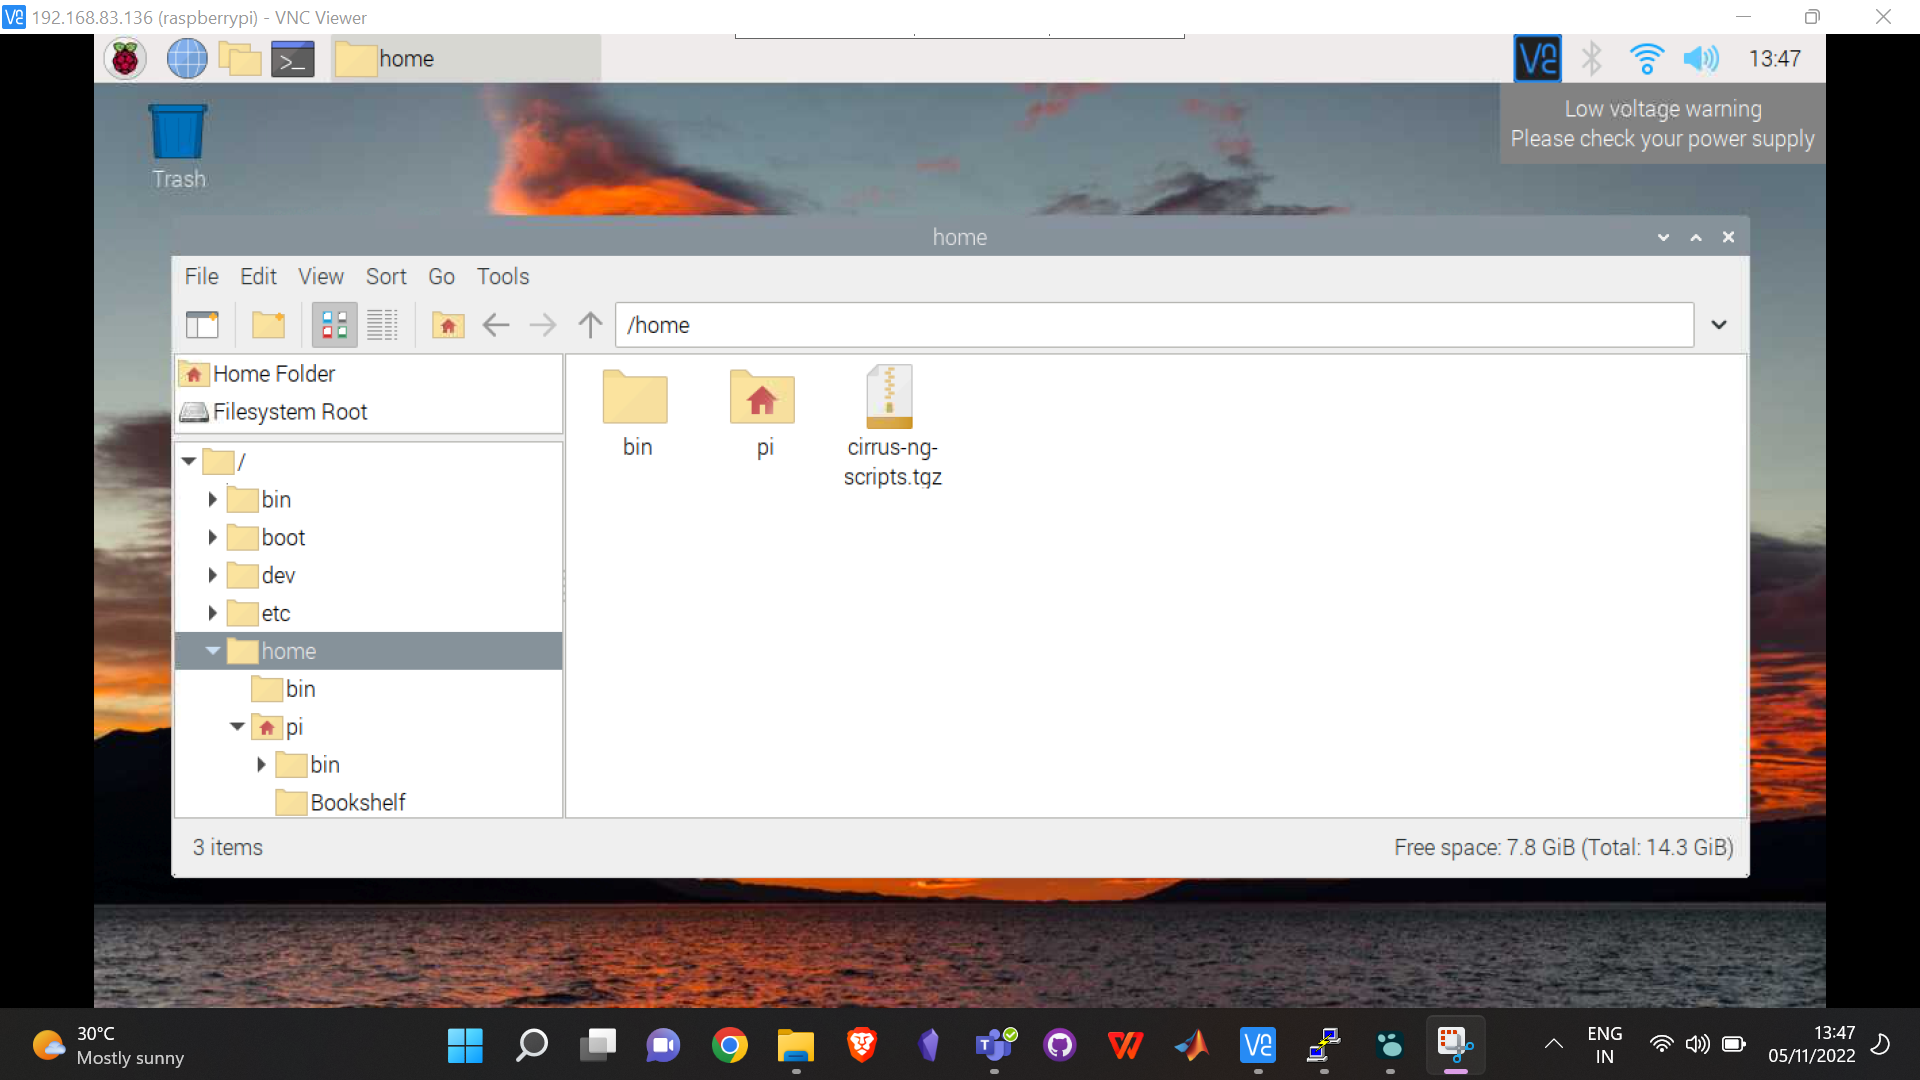 192.168.83.136 (raspberrypi) - VNC Viewer
home
13:47
Low voltage warning
Please check your power supply
Trash
home
File Edit View Sort Go Tools
/home
Home Folder
Filesystem Root
/
bin
boot
dev
etc
home
bin
pi
bin
Bookshelf
bin
pi
cirrus-ng-
scripts.tgz
3 items
Free space: 7.8 GiB (Total: 14.3 GiB)
30°C
Mostly sunny
ENG
IN
13:47
05/11/2022